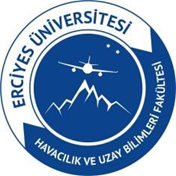 ERCİYES ÜNİVERSİTESİ
HAVACILIK VE UZAY BİLİMLERİ FAKÜLTESİ